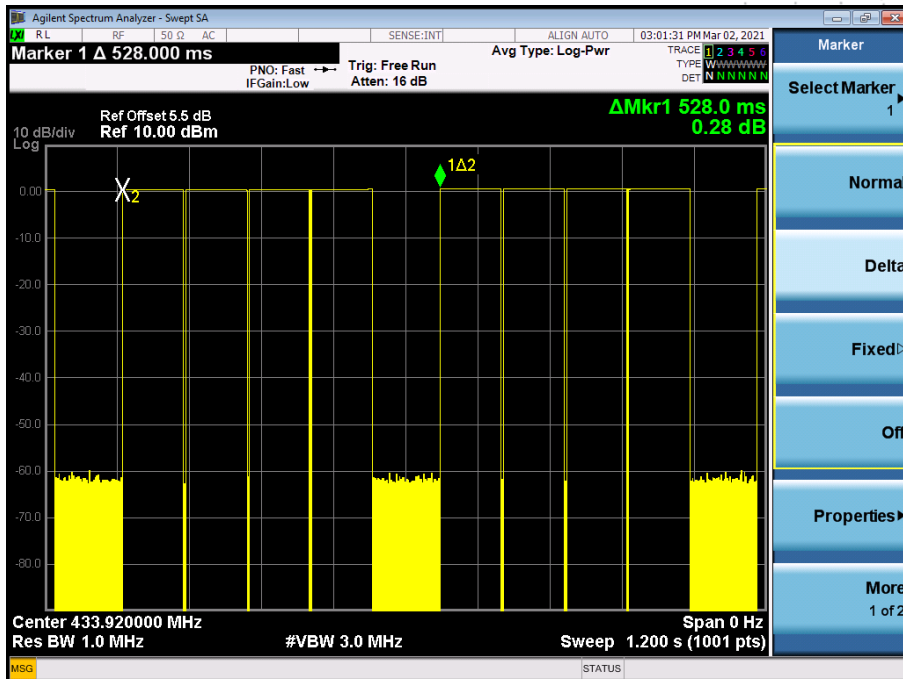 Agilent Spectrum Analyzer - Swept SA
LXI RL RF 50 Ω AC SENSE:INT ALIGN AUTO 03:01:31 PM Mar 02, 2021
Marker 1 Δ 528.000 ms
PNO: Fast
IFGain:Low
Trig: Free Run
Atten: 16 dB
Avg Type: Log-Pwr
TRACE 1 2 3 4 5 6
TYPE WWWWWW
DET N N N N N N
ΔMkr1 528.0 ms
0.28 dB
Ref Offset 5.5 dB
10 dB/div Ref 10.00 dBm
Log
1Δ2
0.00
X2
-10.0
-20.0
-30.0
-40.0
-50.0
-60.0
-70.0
-80.0
Center 433.920000 MHz Span 0 Hz
Res BW 1.0 MHz #VBW 3.0 MHz Sweep 1.200 s (1001 pts)
MSG STATUS
Marker
Select Marker
1
Norma
Delta
Fixed
Off
Properties
More
1 of 2